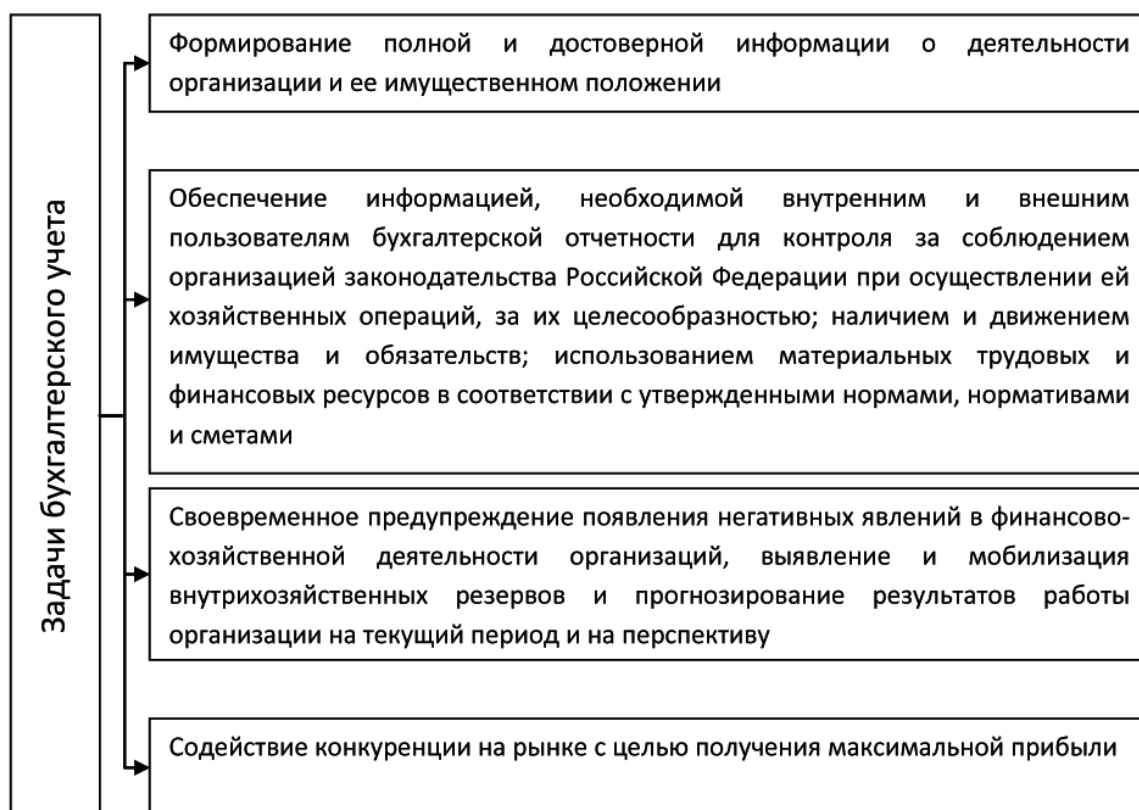 Задачи бухгалтерского учета
Формирование полной и достоверной информации о деятельности
организации и ее имущественном положении
Обеспечение информацией, необходимой внутренним и внешним
пользователям бухгалтерской отчетности для контроля за соблюдением
организацией законодательства Российской Федерации при осуществлении ей
хозяйственных операций, за их целесообразностью; наличием и движением
имущества и обязательств; использованием материальных трудовых и
финансовых ресурсов в соответствии с утвержденными нормами, нормативами
и сметами
Своевременное предупреждение появления негативных явлений в финансово-
хозяйственной деятельности организаций, выявление и мобилизация
внутрихозяйственных резервов и прогнозирование результатов работы
организации на текущий период и на перспективу
Содействие конкуренции на рынке с целью получения максимальной прибыли